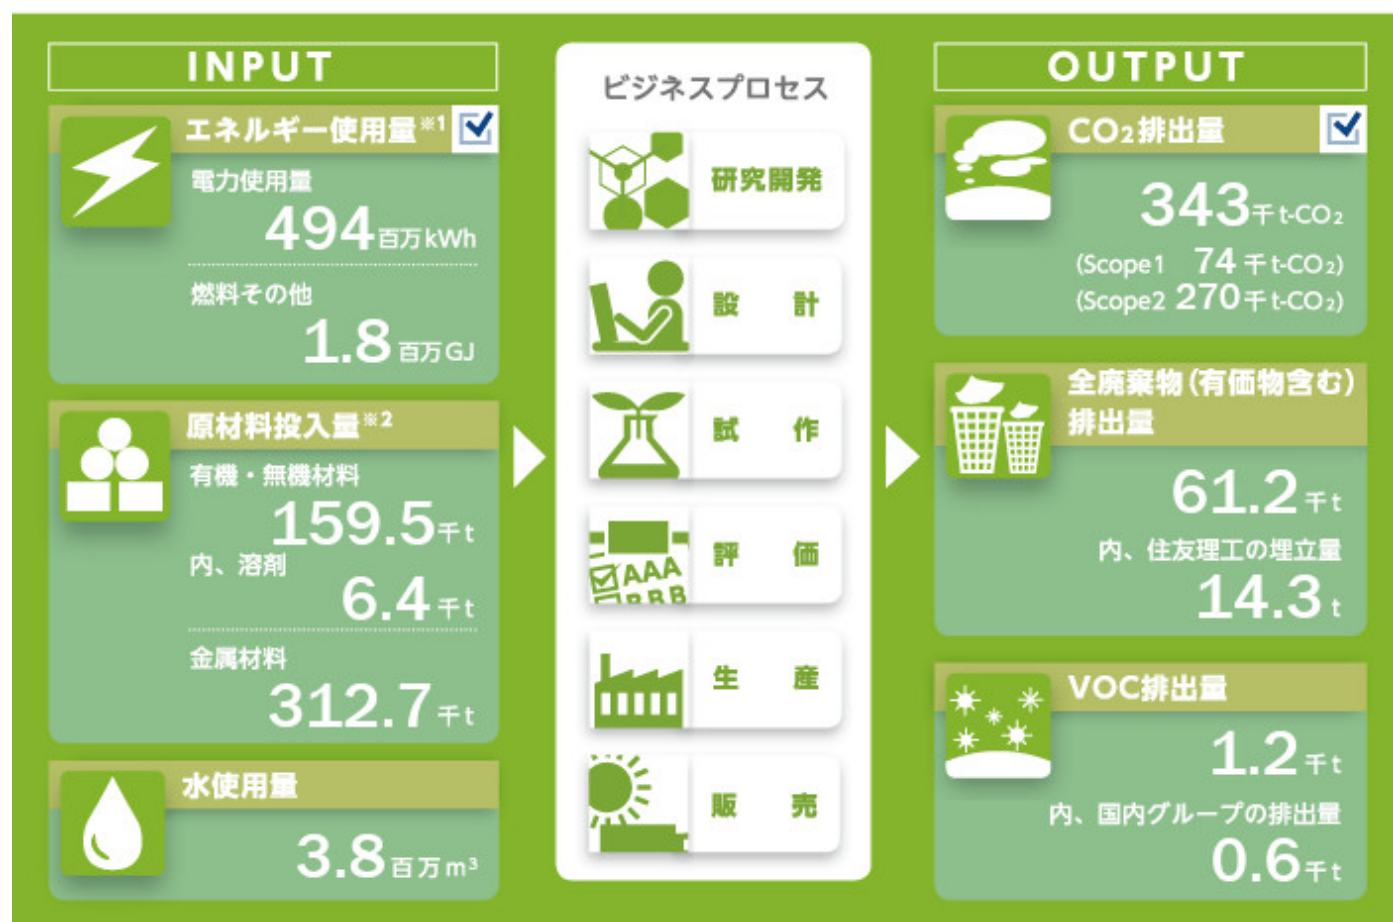 INPUT
エネルギー使用量※1
電力使用量
494百万kWh
燃料その他
1.8百万GJ
原材料投入量※2
有機・無機材料
159.5千t
内、溶剤
6.4千t
金属材料
312.7千t
水使用量
3.8百万m³
ビジネスプロセス
研究開発
設 計
試 作
評 価
AAA
BBB
生 産
販 売
OUTPUT
CO₂排出量
343千t-CO₂
(Scope1 74千t-CO₂)
(Scope2 270千t-CO₂)
全廃棄物(有価物含む)
排出量
61.2千t
内、住友理工の埋立量
14.3t
VOC排出量
1.2千t
内、国内グループの排出量
0.6千t